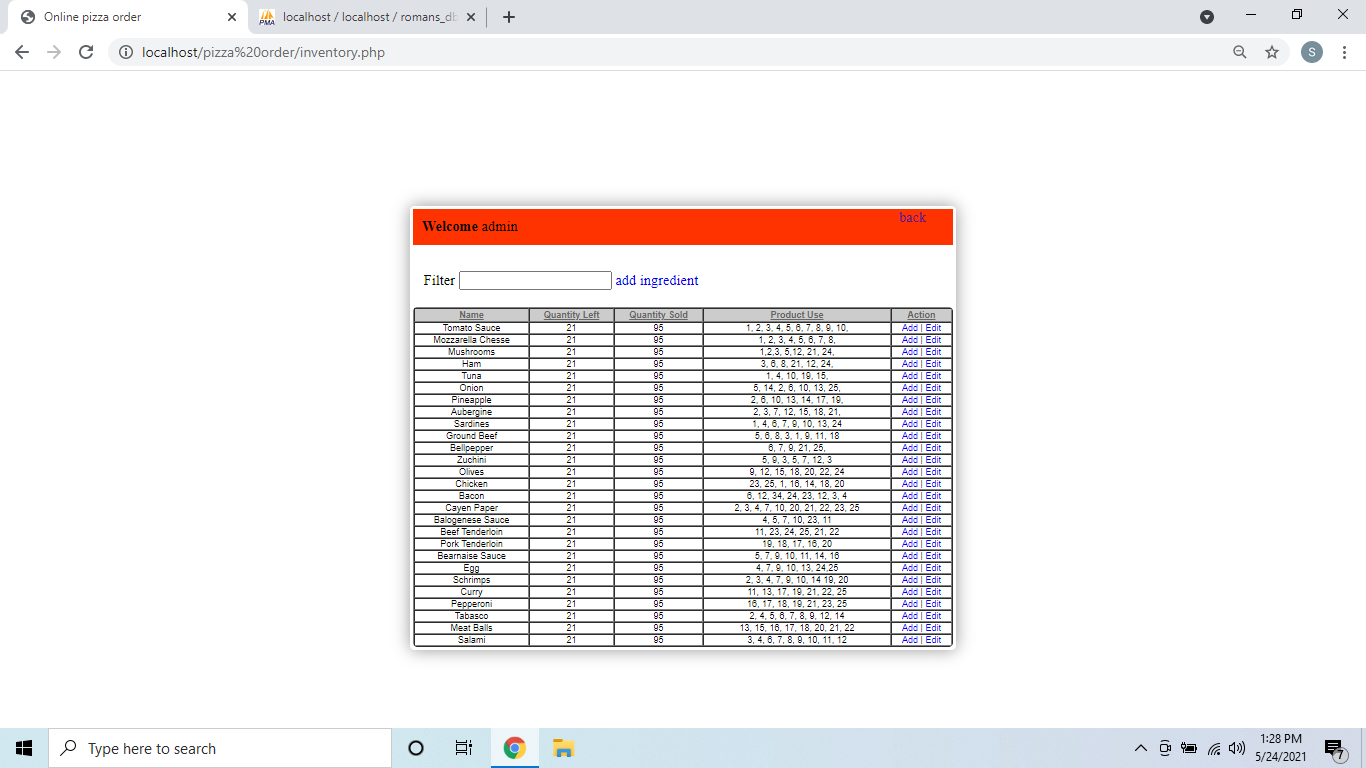 Online pizza order
localhost / localhost / romans_db
localhost/pizza%20order/inventory.php
S
Welcome admin
back
Filter add ingredient
Name Quantity Left Quantity Sold Product Use Action
Tomato Sauce 21 95 1, 2, 3, 4, 5, 6, 7, 8, 9, 10, Add | Edit
Mozzarella Chesse 21 95 1, 2, 3, 4, 5, 6, 7, 8, Add | Edit
Mushrooms 21 95 1,2,3, 5,12, 21, 24, Add | Edit
Ham 21 95 3, 6, 8, 21, 12, 24, Add | Edit
Tuna 21 95 1, 4, 10, 19, 15, Add | Edit
Onion 21 95 5, 14, 2, 6, 10, 13, 25, Add | Edit
Pineapple 21 95 2, 6, 10, 13, 14, 17, 19, Add | Edit
Aubergine 21 95 2, 3, 7, 12, 15, 18, 21, Add | Edit
Sardines 21 95 1, 4, 6, 7, 9, 10, 13, 24 Add | Edit
Ground Beef 21 95 5, 6, 8, 3, 1, 9, 11, 18 Add | Edit
Bellpepper 21 95 6, 7, 9, 21, 25, Add | Edit
Zuchini 21 95 5, 9, 3, 5, 7, 12, 3 Add | Edit
Olives 21 95 9, 12, 15, 18, 20, 22, 24 Add | Edit
Chicken 21 95 23, 25, 1, 16, 14, 18, 20 Add | Edit
Bacon 21 95 6, 12, 34, 24, 23, 12, 3, 4 Add | Edit
Cayen Paper 21 95 2, 3, 4, 7, 10, 20, 21, 22, 23, 25 Add | Edit
Balogenese Sauce 21 95 4, 5, 7, 10, 23, 11 Add | Edit
Beef Tenderloin 21 95 11, 23, 24, 25, 21, 22 Add | Edit
Pork Tenderloin 21 95 19, 18, 17, 16, 20 Add | Edit
Bearnaise Sauce 21 95 5, 7, 9, 10, 11, 14, 16 Add | Edit
Egg 21 95 4, 7, 9, 10, 13, 24,25 Add | Edit
Schrimps 21 95 2, 3, 4, 7, 9, 10, 14 19, 20 Add | Edit
Curry 21 95 11, 13, 17, 19, 21, 22, 25 Add | Edit
Pepperoni 21 95 16, 17, 18, 19, 21, 23, 25 Add | Edit
Tabasco 21 95 2, 4, 5, 6, 7, 8, 9, 12, 14 Add | Edit
Meat Balls 21 95 13, 15, 16, 17, 18, 20, 21, 22 Add | Edit
Salami 21 95 3, 4, 6, 7, 8, 9, 10, 11, 12 Add | Edit
Type here to search
1:28 PM
5/24/2021
7